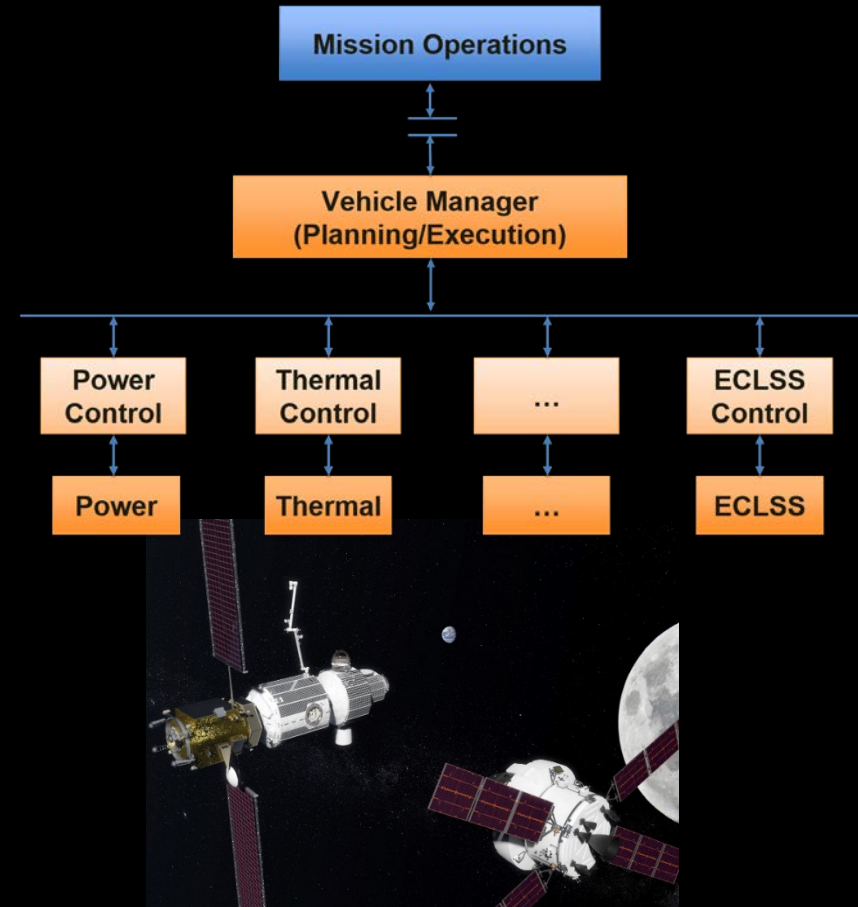 Mission Operations
Vehicle Manager
(Planning/Execution)
Power
Control
Thermal
Control
...
ECLSS
Control
Power
Thermal
...
ECLSS